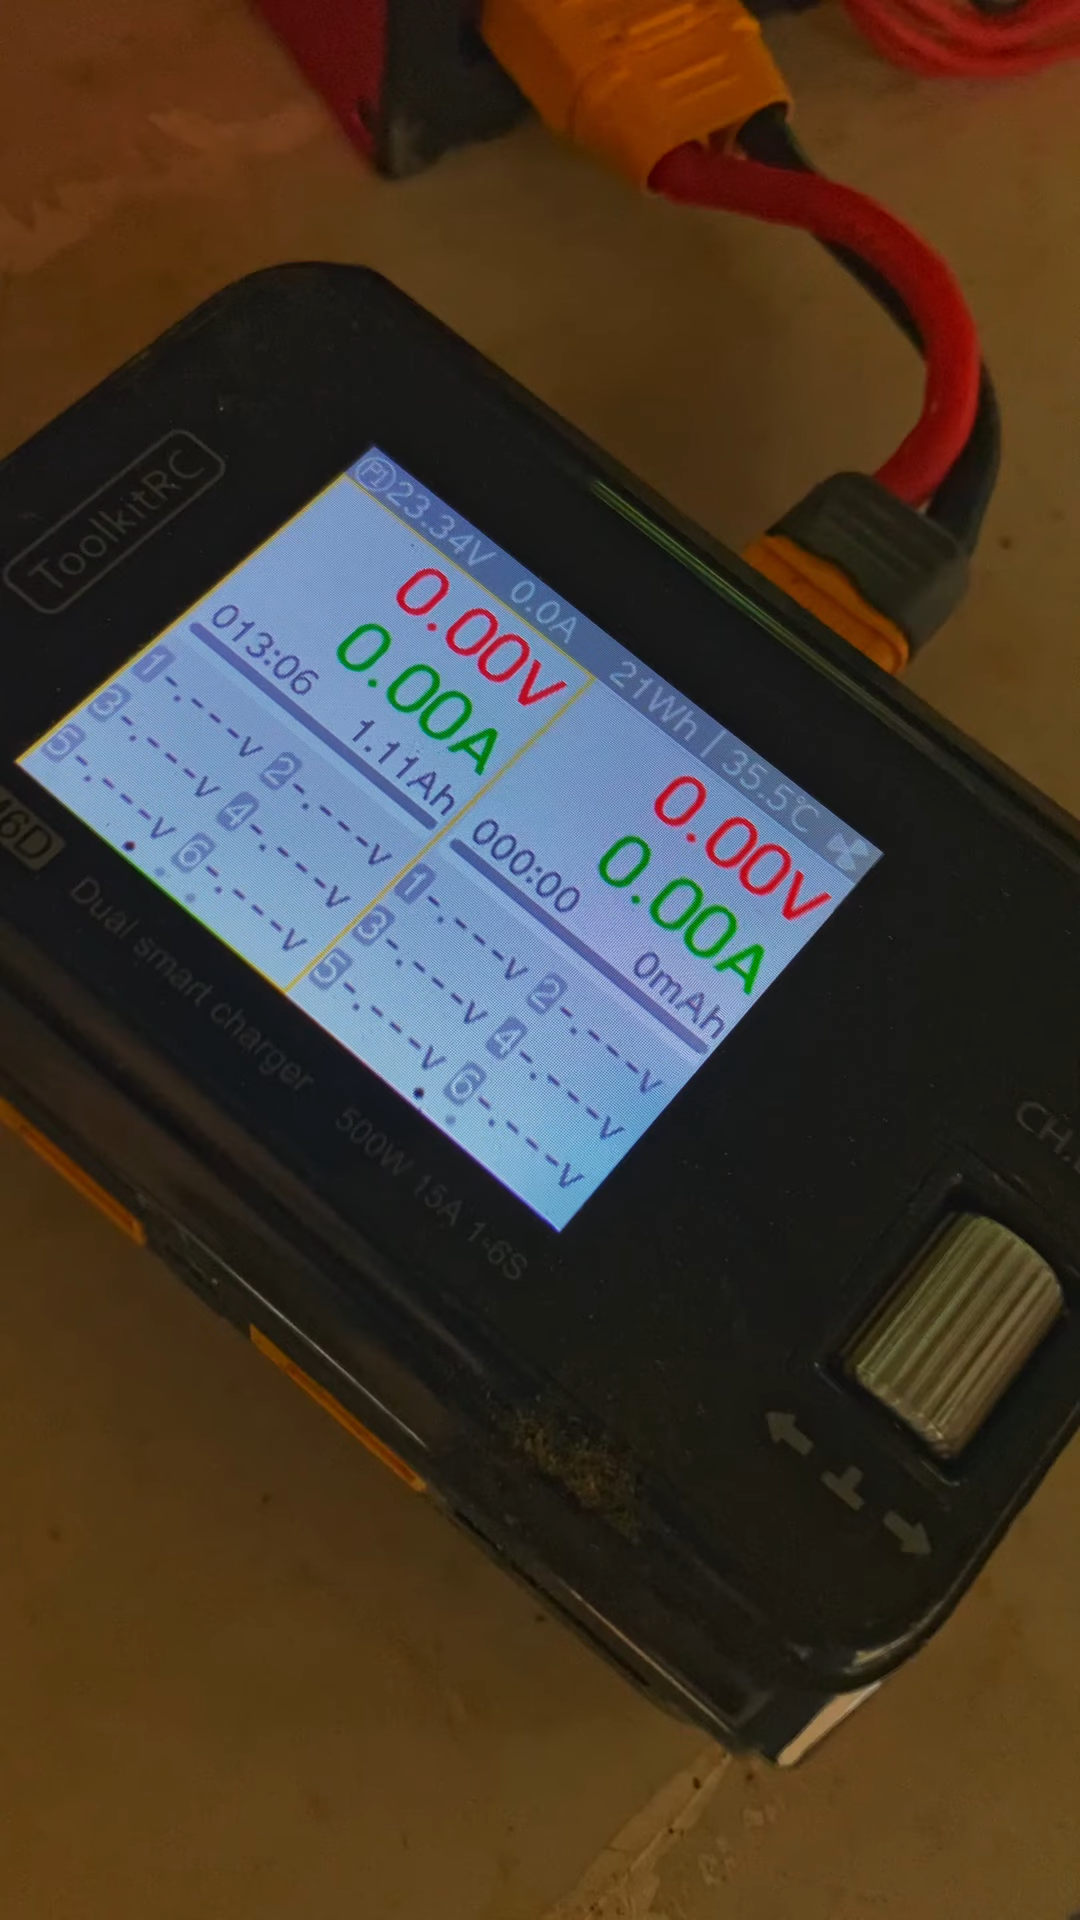 ToolkitRC
P1 23.34V 0.0A 21Wh | 35.5℃
0.00V
0.00A
013:06
1.11Ah
1 -.---v 2 -.---v
3 -.---v 4 -.---v
5 -.---v 6 -.---v
0.00V
0.00A
000:00
0mAh
1 -.---v 2 -.---v
3 -.---v 4 -.---v
5 -.---v 6 -.---v
M6D Dual smart charger 500W 15A 1-6S